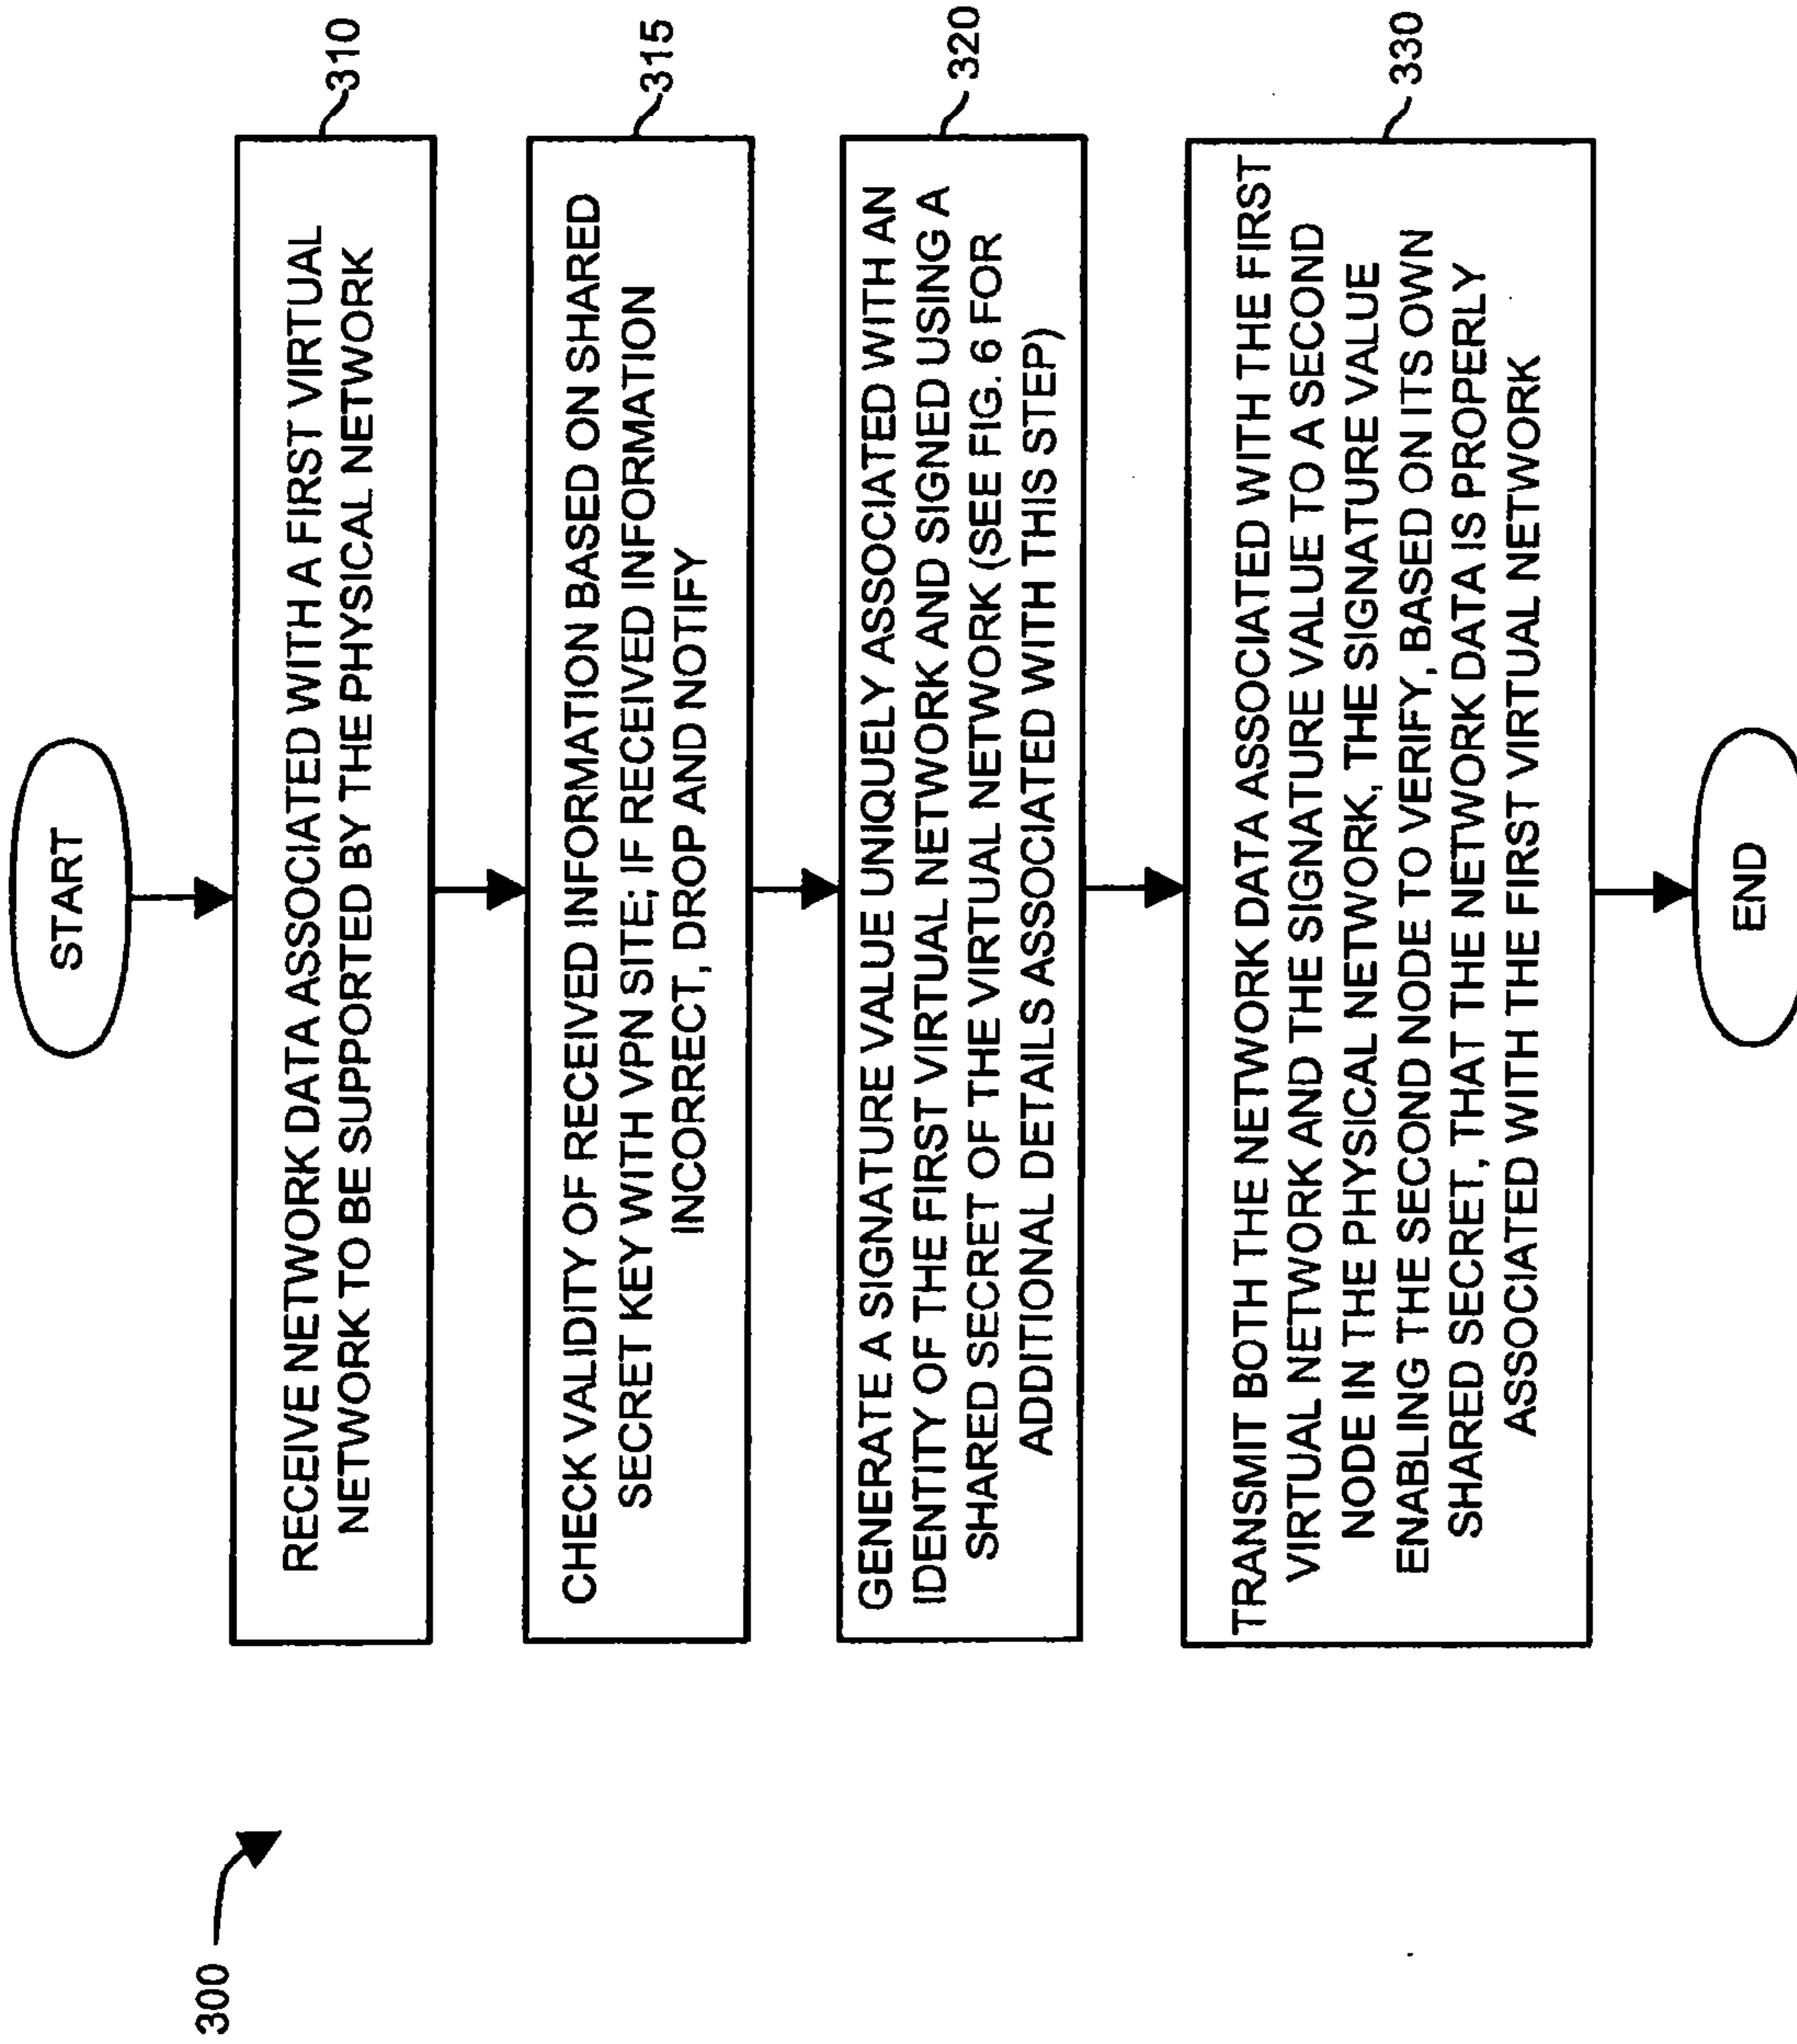 300
START
RECEIVE NETWORK DATA ASSOCIATED WITH A FIRST VIRTUAL
NETWORK TO BE SUPPORTED BY THE PHYSICAL NETWORK
310
CHECK VALIDITY OF RECEIVED INFORMATION BASED ON SHARED
SECRET KEY WITH VPN SITE; IF RECEIVED INFORMATION
INCORRECT, DROP AND NOTIFY
315
GENERATE A SIGNATURE VALUE UNIQUELY ASSOCIATED WITH AN
IDENTITY OF THE FIRST VIRTUAL NETWORK AND SIGNED USING A
SHARED SECRET OF THE VIRTUAL NETWORK (SEE FIG. 6 FOR
ADDITIONAL DETAILS ASSOCIATED WITH THIS STEP)
320
TRANSMIT BOTH THE NETWORK DATA ASSOCIATED WITH THE FIRST
VIRTUAL NETWORK AND THE SIGNATURE VALUE TO A SECOND
NODE IN THE PHYSICAL NETWORK, THE SIGNATURE VALUE
ENABLING THE SECOND NODE TO VERIFY, BASED ON ITS OWN
SHARED SECRET, THAT THE NETWORK DATA IS PROPERLY
ASSOCIATED WITH THE FIRST VIRTUAL NETWORK
330
END